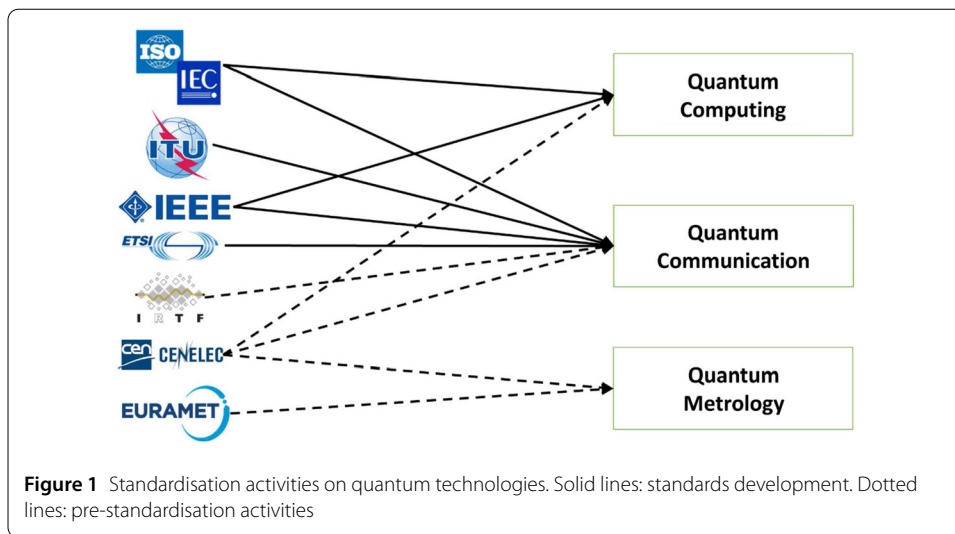 ISO
IEC
ITU
IEEE
ETSI
I R T F
cen CENELEC
EURAMET
Quantum
Computing
Quantum
Communication
Quantum
Metrology
Figure 1 Standardisation activities on quantum technologies. Solid lines: standards development. Dotted
lines: pre-standardisation activities